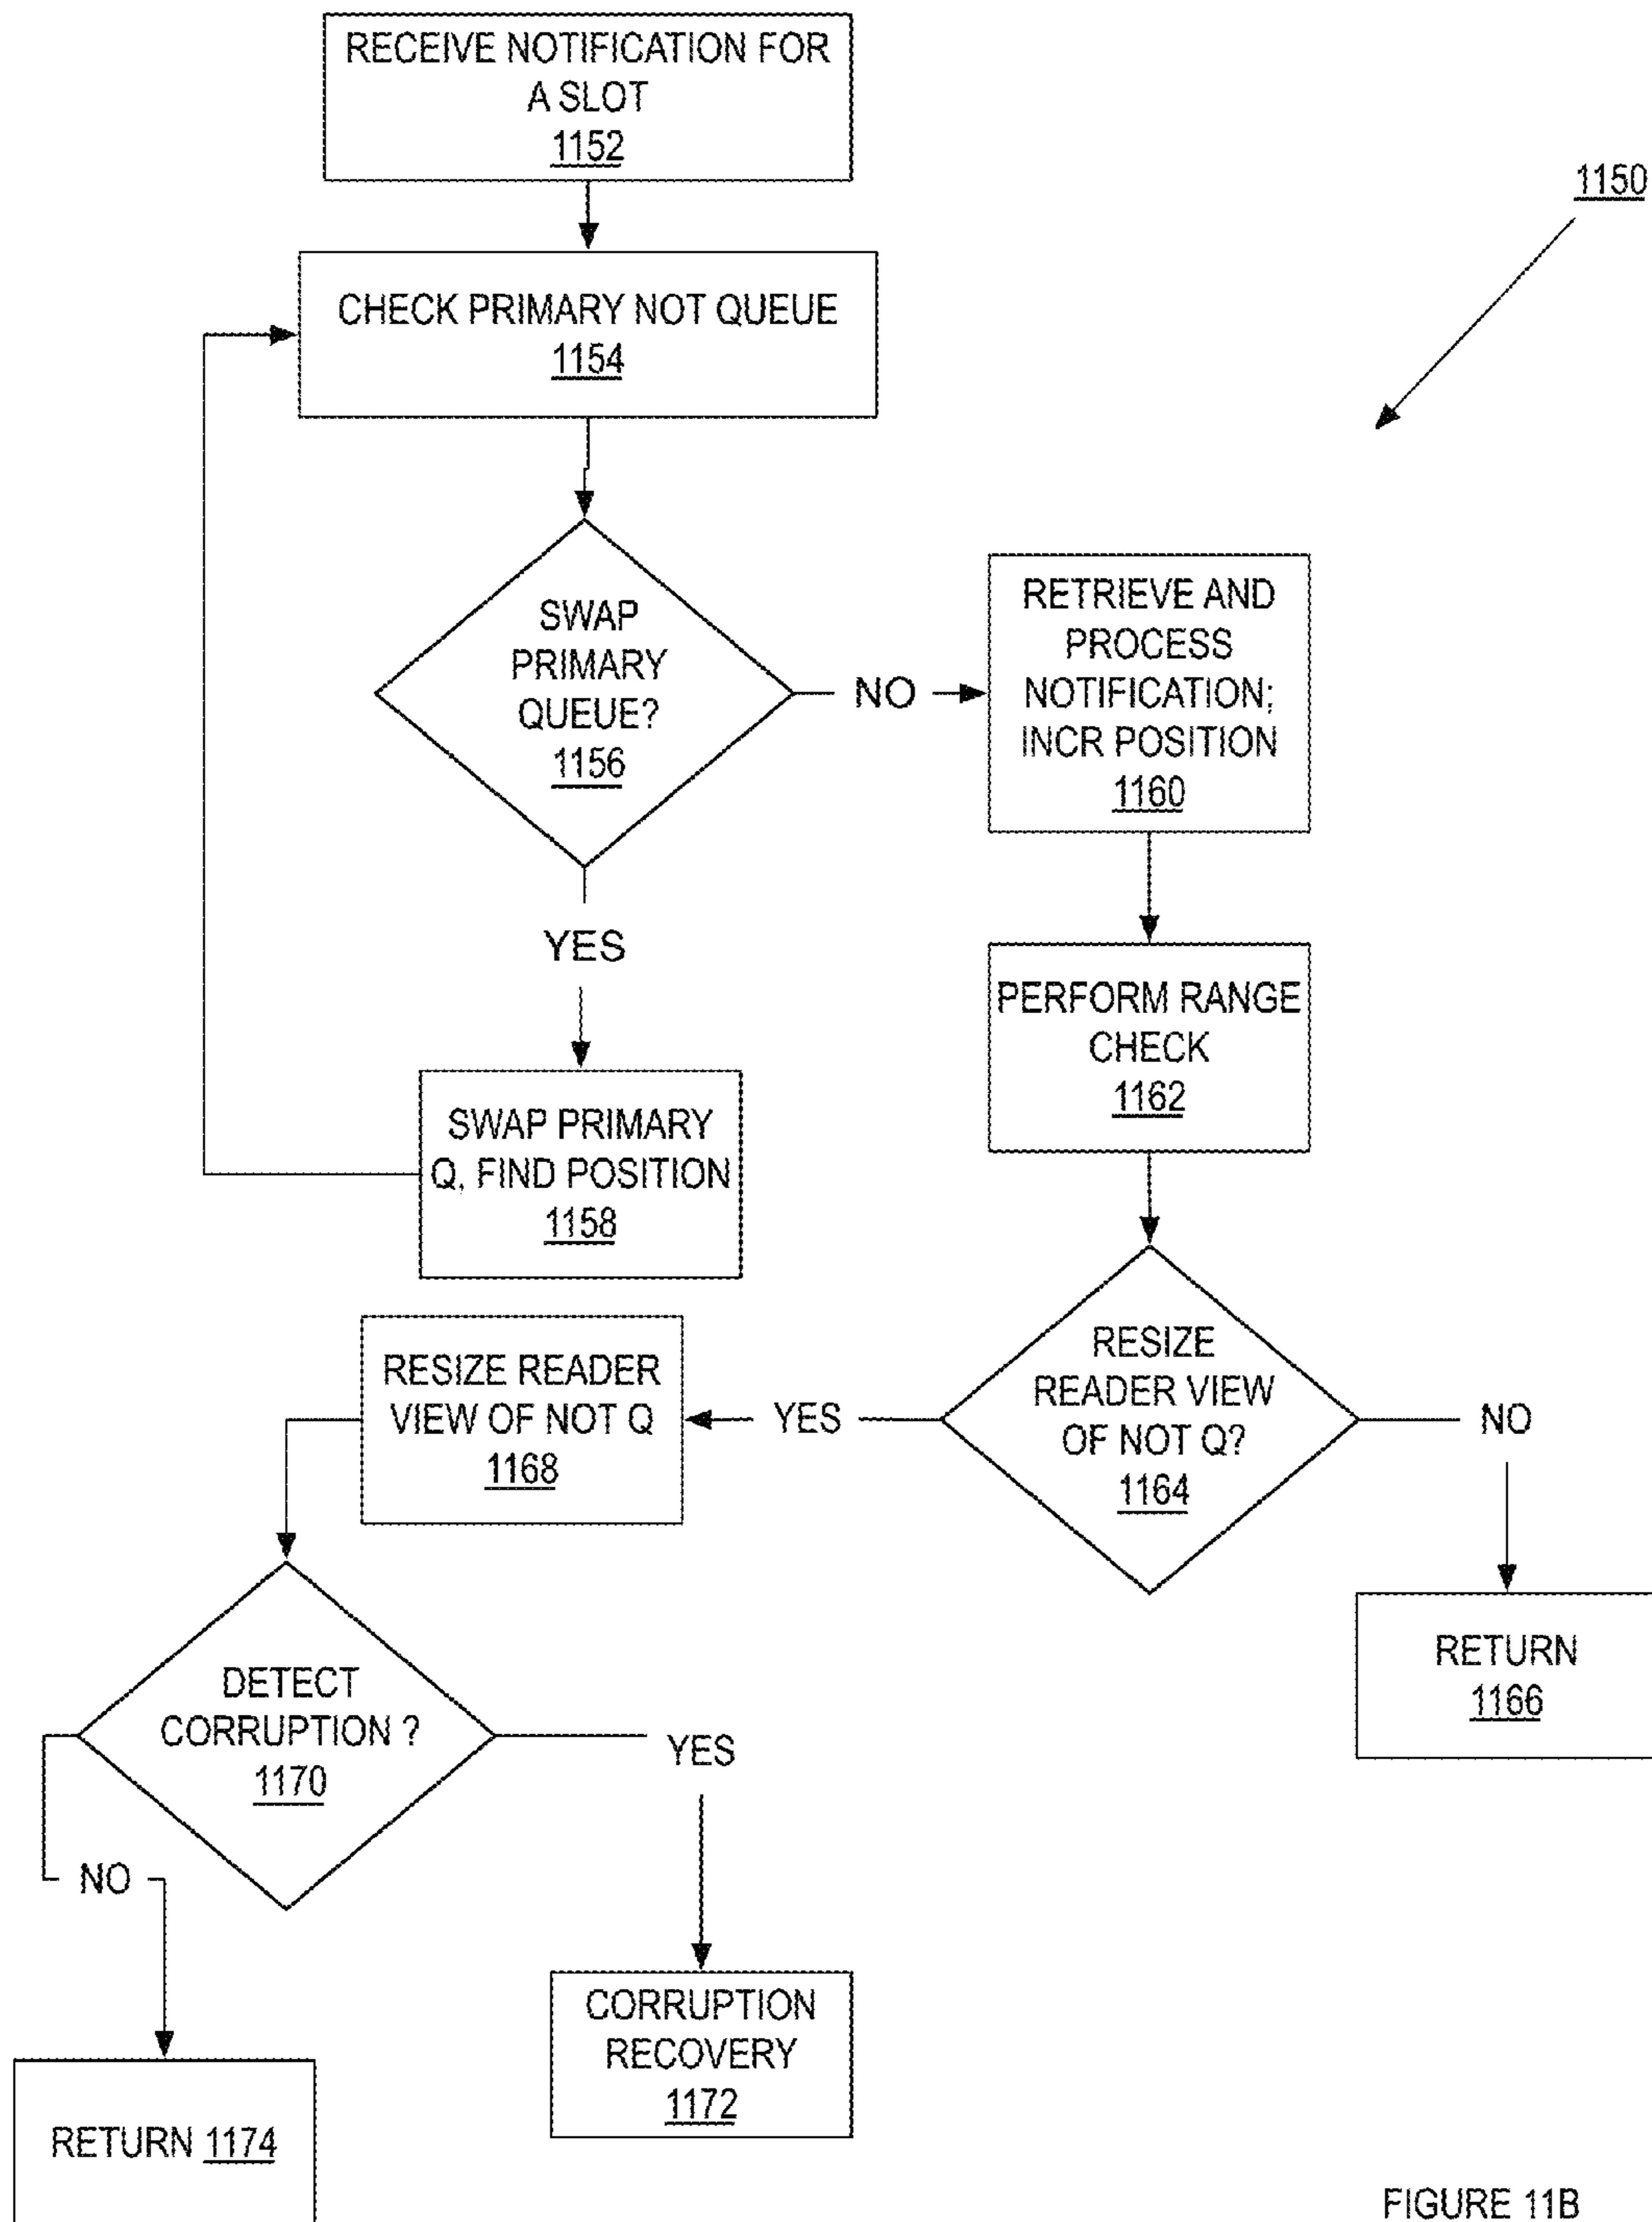 RECEIVE NOTIFICATION FOR
A SLOT
1152
1150
CHECK PRIMARY NOT QUEUE
1154
SWAP
PRIMARY
QUEUE?
1156
NO
RETRIEVE AND
PROCESS
NOTIFICATION;
INCR POSITION
1160
YES
PERFORM RANGE
CHECK
1162
SWAP PRIMARY
Q, FIND POSITION
1158
RESIZE
READER VIEW
OF NOT Q?
1164
YES
NO
RESIZE READER
VIEW OF NOT Q
1168
RETURN
1166
DETECT
CORRUPTION ?
1170
YES
NO
CORRUPTION
RECOVERY
1172
RETURN 1174
FIGURE 11B